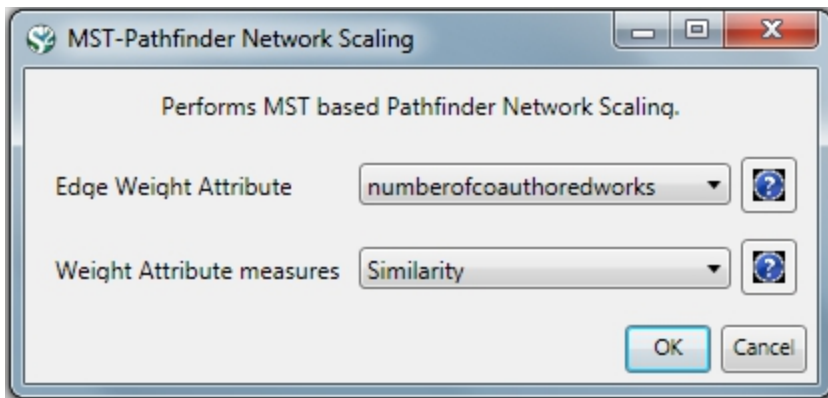 MST-Pathfinder Network Scaling
Performs MST based Pathfinder Network Scaling.
Edge Weight Attribute numberofcoauthoredworks ?
Weight Attribute measures Similarity ?
OK Cancel